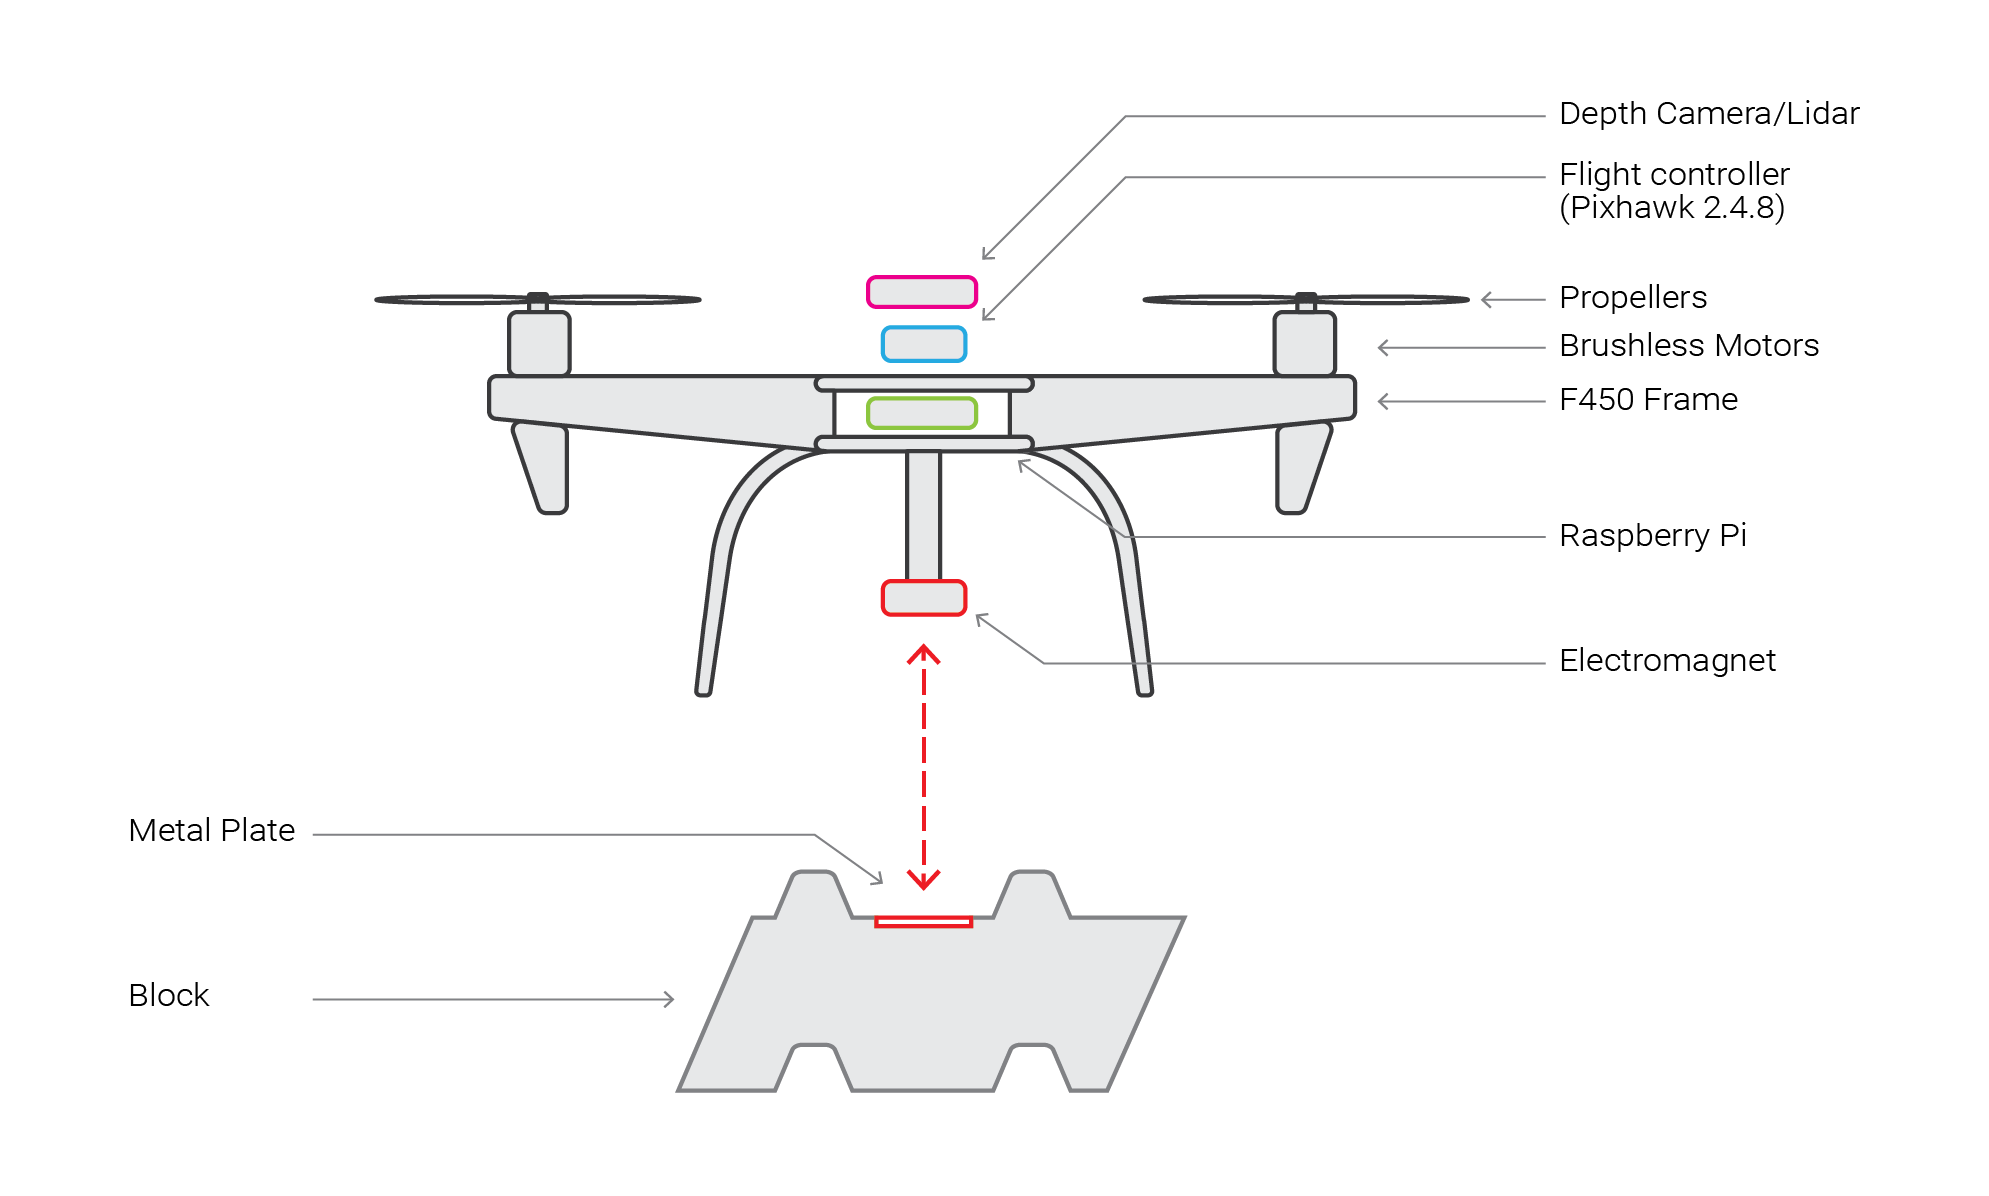 Depth Camera/Lidar
Flight controller
(Pixhawk 2.4.8)
Propellers
Brushless Motors
F450 Frame
Raspberry Pi
Electromagnet
Metal Plate
Block